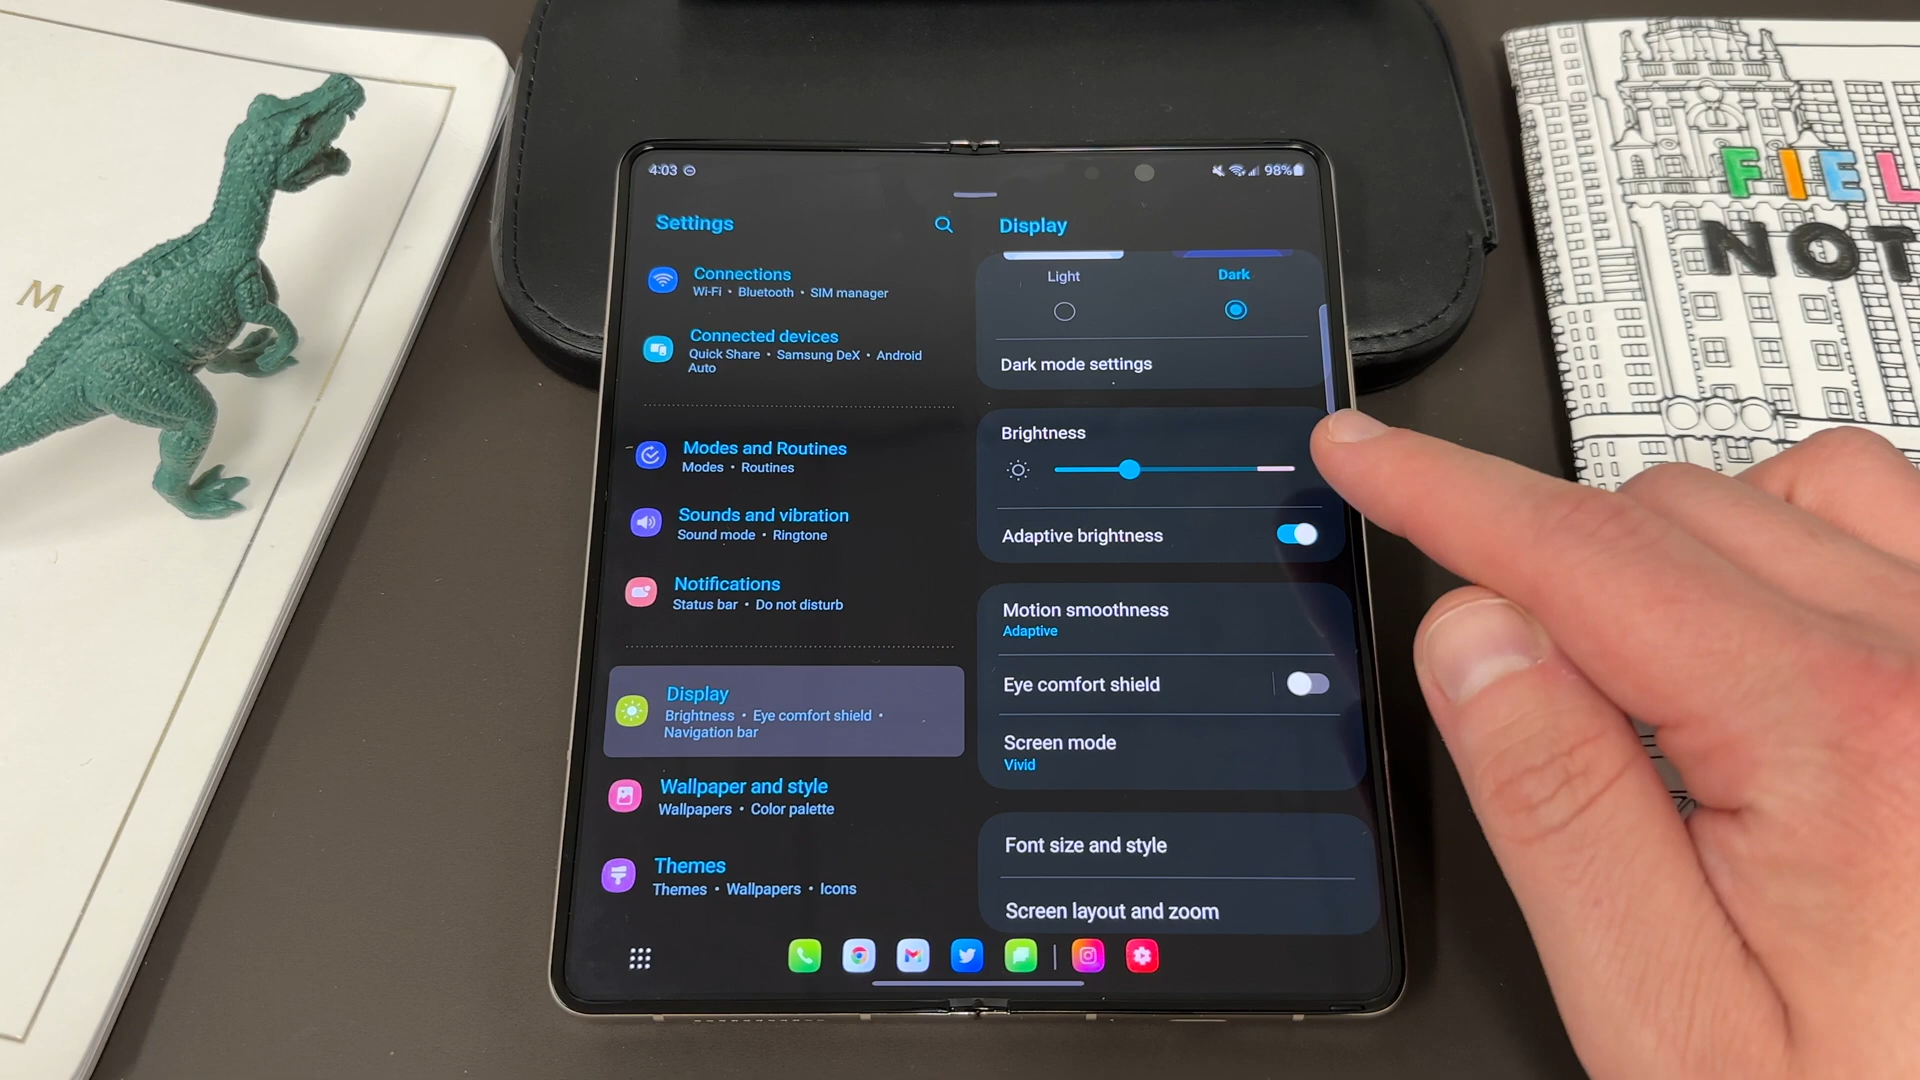 M
FIEL
NOT
4:03
98%
Settings
Connections
Wi-Fi • Bluetooth • SIM manager
Connected devices
Quick Share • Samsung DeX • Android
Auto
Modes and Routines
Modes • Routines
Sounds and vibration
Sound mode • Ringtone
Notifications
Status bar • Do not disturb
Display
Brightness • Eye comfort shield •
Navigation bar
Wallpaper and style
Wallpapers • Color palette
Themes
Themes • Wallpapers • Icons
Display
Light
Dark
Dark mode settings
Brightness
Adaptive brightness
Motion smoothness
Adaptive
Eye comfort shield
Screen mode
Vivid
Font size and style
Screen layout and zoom